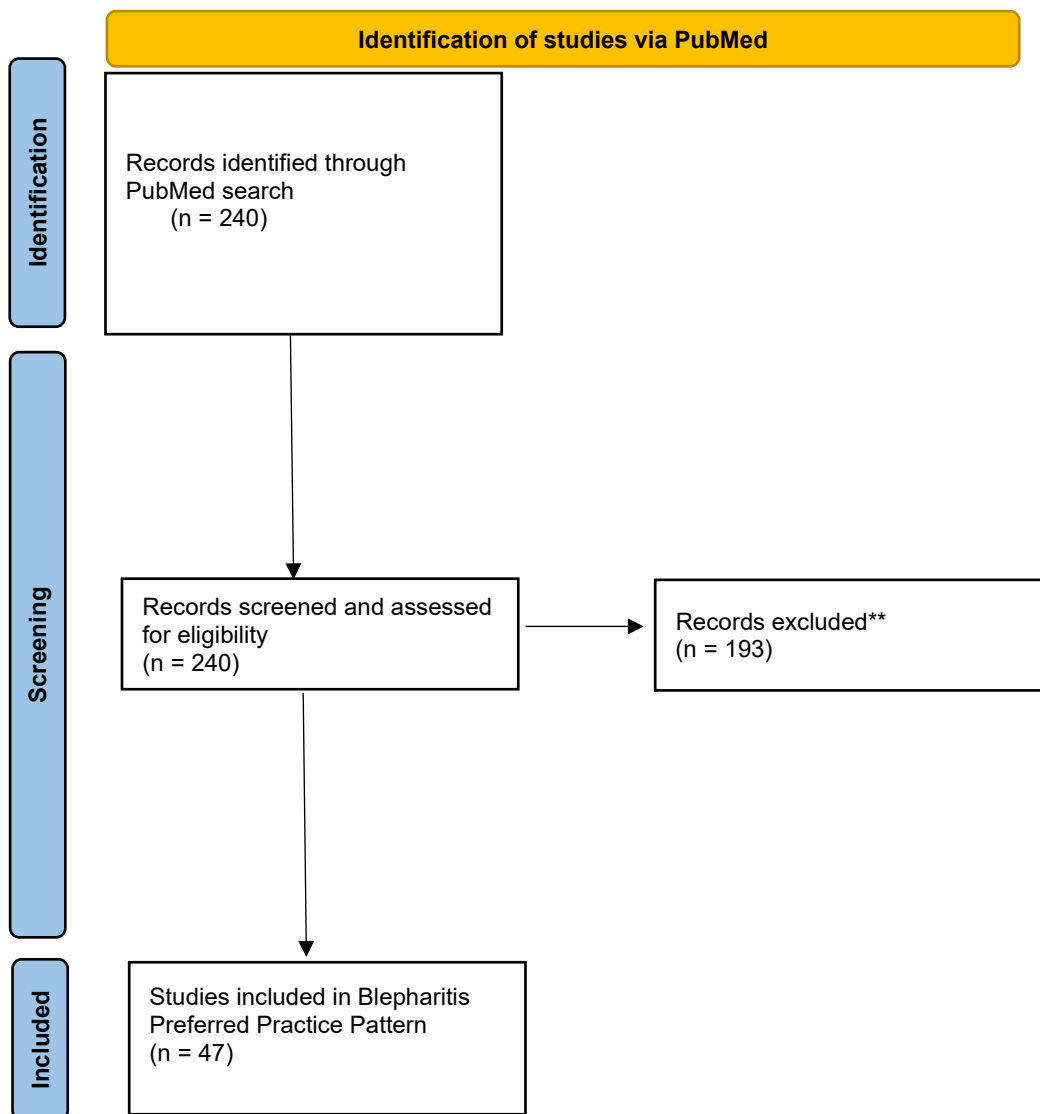 Identification of studies via PubMed
Identification
Records identified through
PubMed search
(n = 240)
Screening
Records screened and assessed
for eligibility
(n = 240)
Records excluded**
(n = 193)
Included
Studies included in Blepharitis
Preferred Practice Pattern
(n = 47)